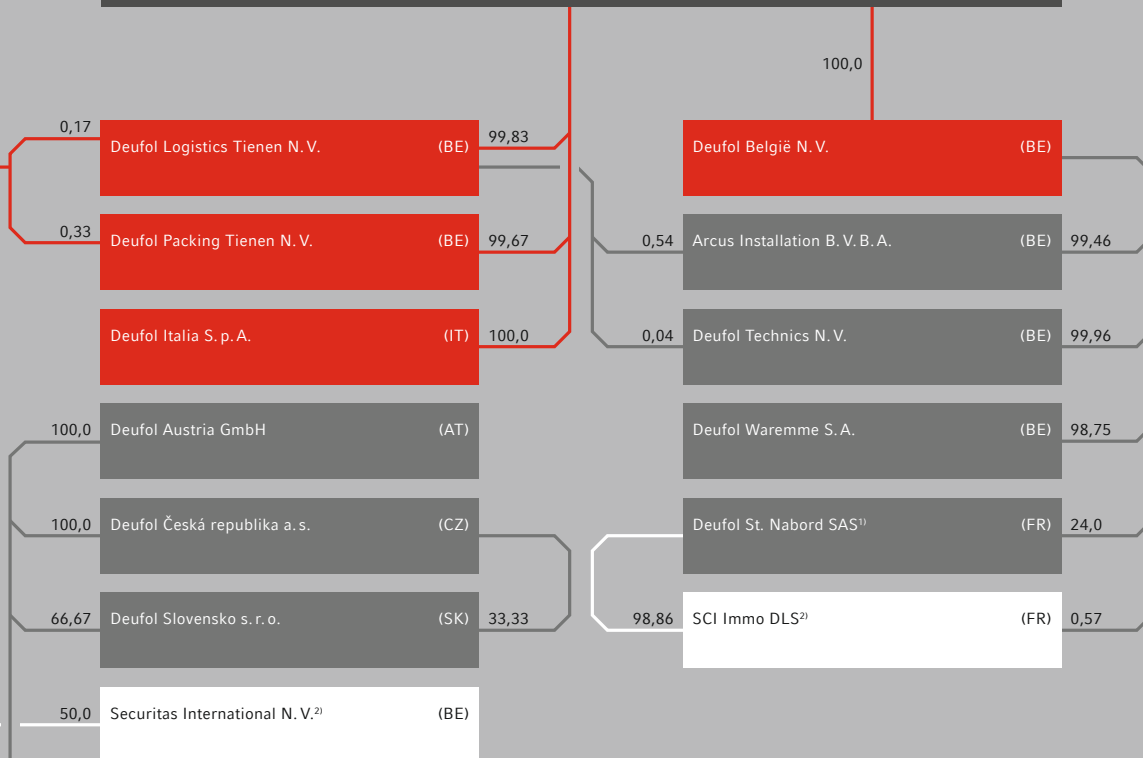 100,0
0,17 Deufol Logistics Tienen N. V. (BE) 99,83
0,33 Deufol Packing Tienen N. V. (BE) 99,67
Deufol Italia S. p. A. (IT) 100,0
100,0 Deufol Austria GmbH (AT)
100,0 Deufol Česká republika a. s. (CZ)
66,67 Deufol Slovensko s. r. o. (SK) 33,33
50,0 Securitas International N. V.2) (BE)
Deufol België N. V. (BE)
0,54 Arcus Installation B. V. B. A. (BE) 99,46
0,04 Deufol Technics N. V. (BE) 99,96
Deufol Waremme S. A. (BE) 98,75
Deufol St. Nabord SAS1) (FR) 24,0
98,86 SCI Immo DLS2) (FR) 0,57